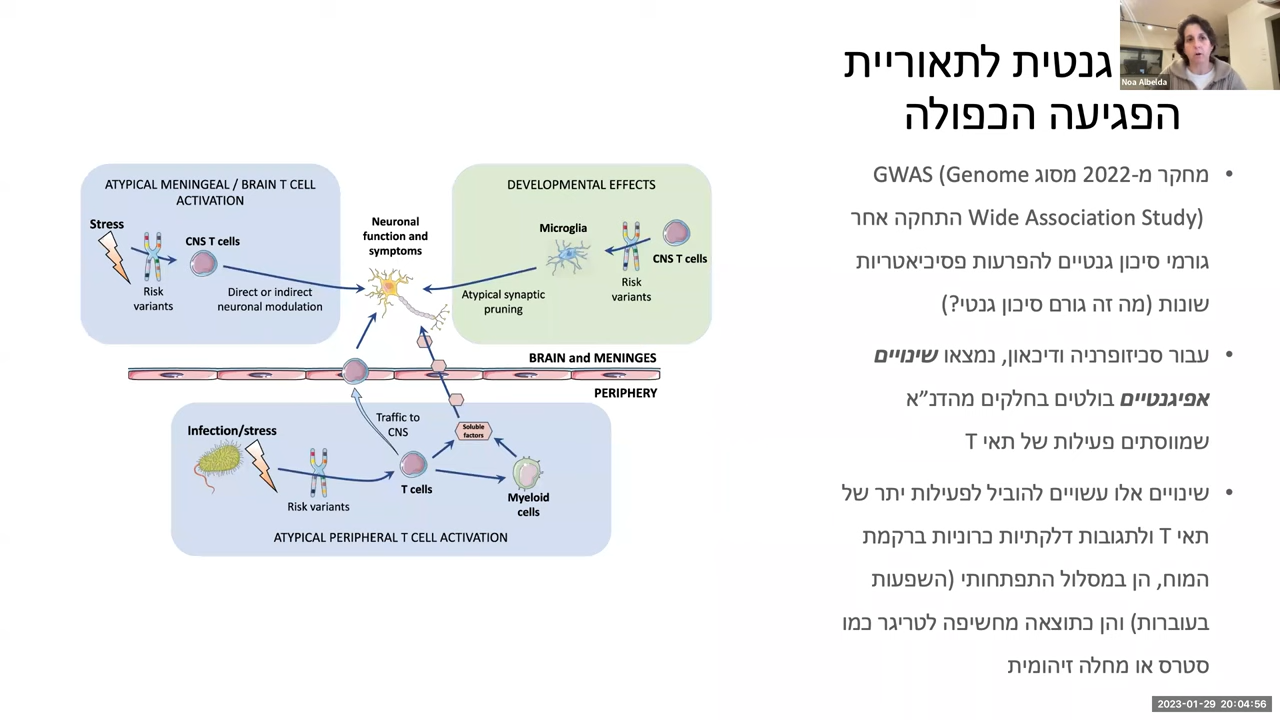 גנטית לתאוריית
הפגיעה הכפולה
Noa Albelda
• מחקר מ-2022 מסוג GWAS (Genome
Wide Association Study) התחקה אחר
גורמי סיכון גנטיים להפרעות פסיכיאטריות
שונות (מה זה גורם סיכון גנטי?)
• עבור סכיזופרניה ודיכאון, נמצאו שינויים
אפיגנטיים בולטים בחלקים מהדנ״א
שמווסתים פעילות של תאי T
• שינויים אלו עשויים להוביל לפעילות יתר של
תאי T ולתגובות דלקתיות כרוניות ברקמת
המוח, הן במסלול התפתחותי (השפעות
בעוברות) והן כתוצאה מחשיפה לטריגר כמו
סטרס או מחלה זיהומית
ATYPICAL MENINGEAL / BRAIN T CELL
ACTIVATION
Stress
CNS T cells
Risk
variants
Direct or indirect
neuronal modulation
Neuronal
function and
symptoms
DEVELOPMENTAL EFFECTS
Microglia
CNS T cells
Risk
variants
Atypical synaptic
pruning
BRAIN and MENINGES
PERIPHERY
Infection/stress
Risk variants
Traffic to
CNS
T cells
Soluble
factors
Myeloid
cells
ATYPICAL PERIPHERAL T CELL ACTIVATION
2023-01-29 20:04:56